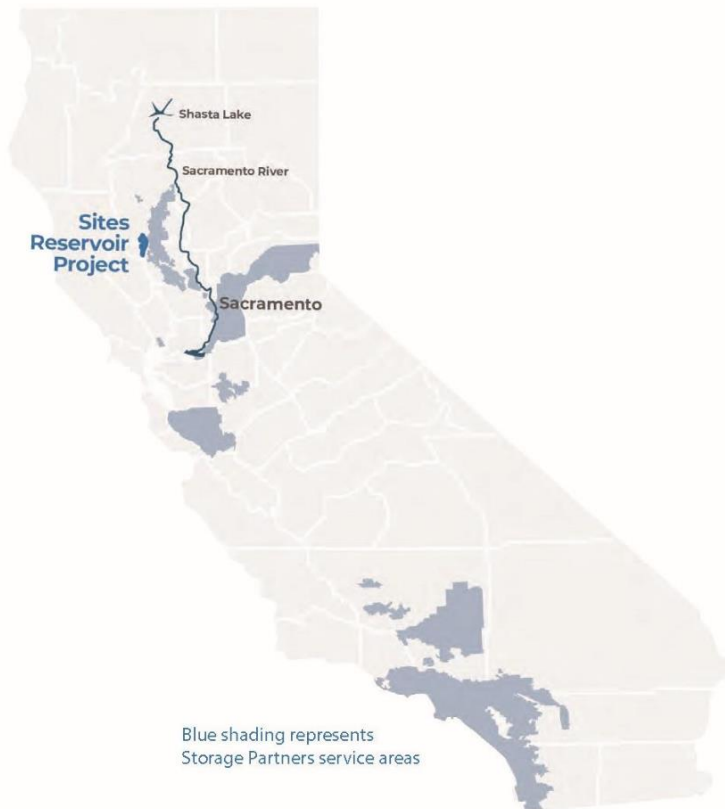 Shasta Lake
Sacramento River
Sites
Reservoir
Project
Sacramento
Blue shading represents
Storage Partners service areas